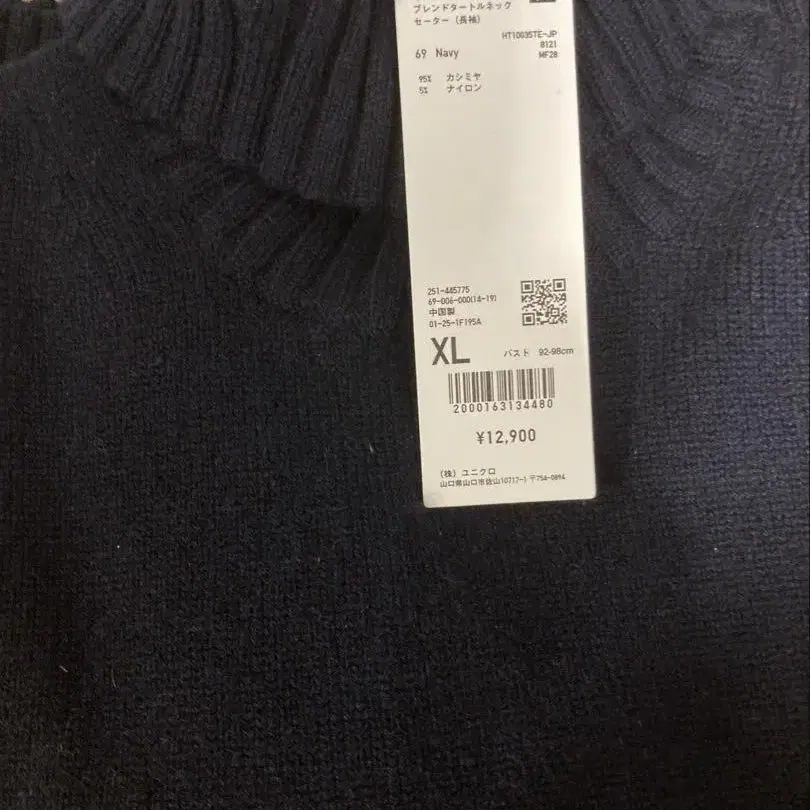 ブレンドタートルネック
セーター（長袖）
HT10035TE-JP
8121
69 Navy
MF28
95% カシミヤ
5% ナイロン
251-445775
69-006-000(14-19)
中国製
01-25-1F195A
XL バスト 92-98cm
2000163134480
¥12,900
（株）ユニクロ
山口県山口市佐山10717-1 〒754-0894